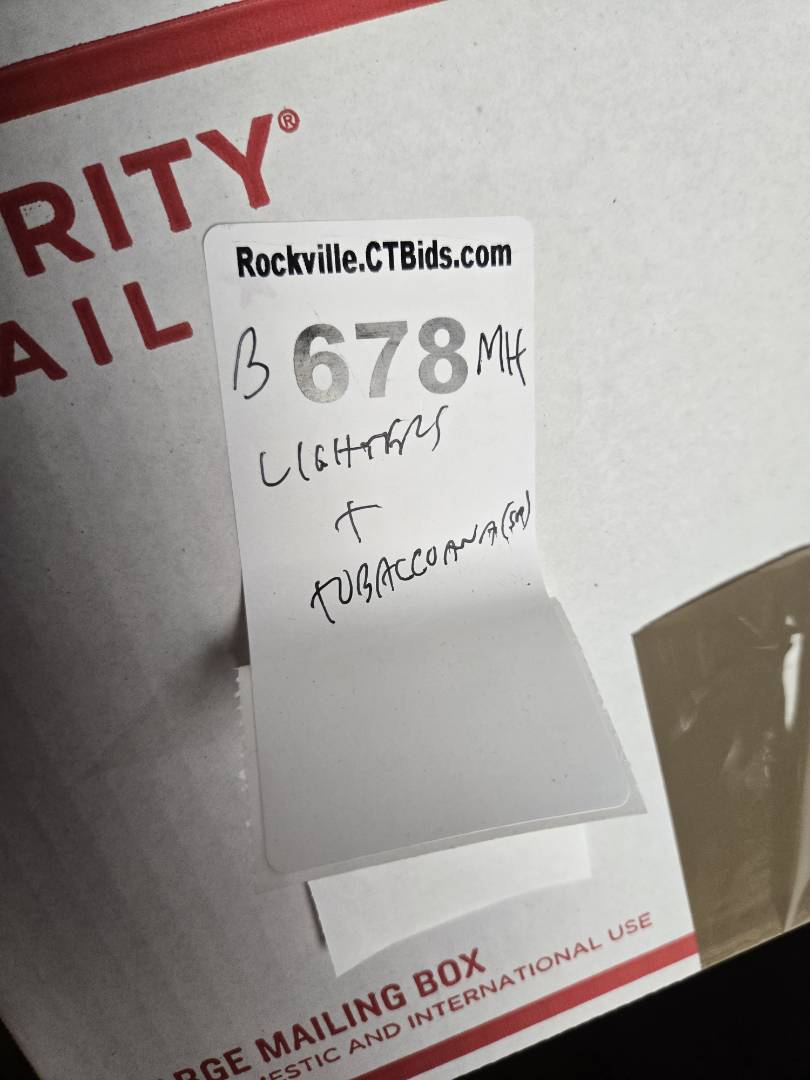 RITY®
AIL
Rockville.CTBids.com
B 678 MH
LIGHTERS
+
TOBACCOANA
RGE MAILING BOX
ESTIC AND INTERNATIONAL USE